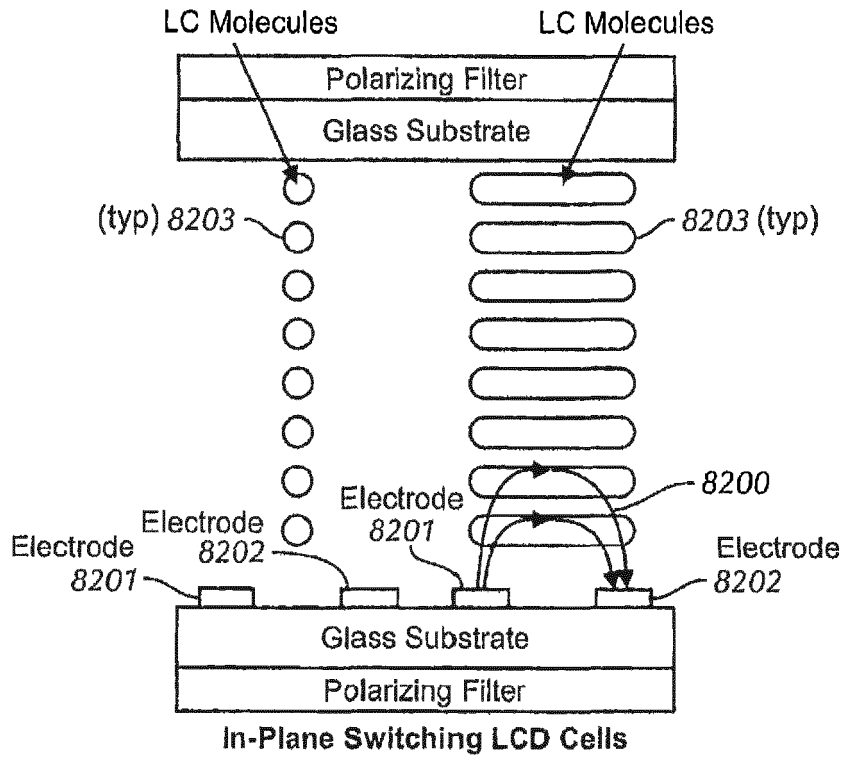 LC Molecules
LC Molecules
Polarizing Filter
Glass Substrate
(typ) 8203
8203 (typ)
Electrode
8201
Electrode
8202
Electrode
8201
8200
Electrode
8202
Glass Substrate
Polarizing Filter
In-Plane Switching LCD Cells